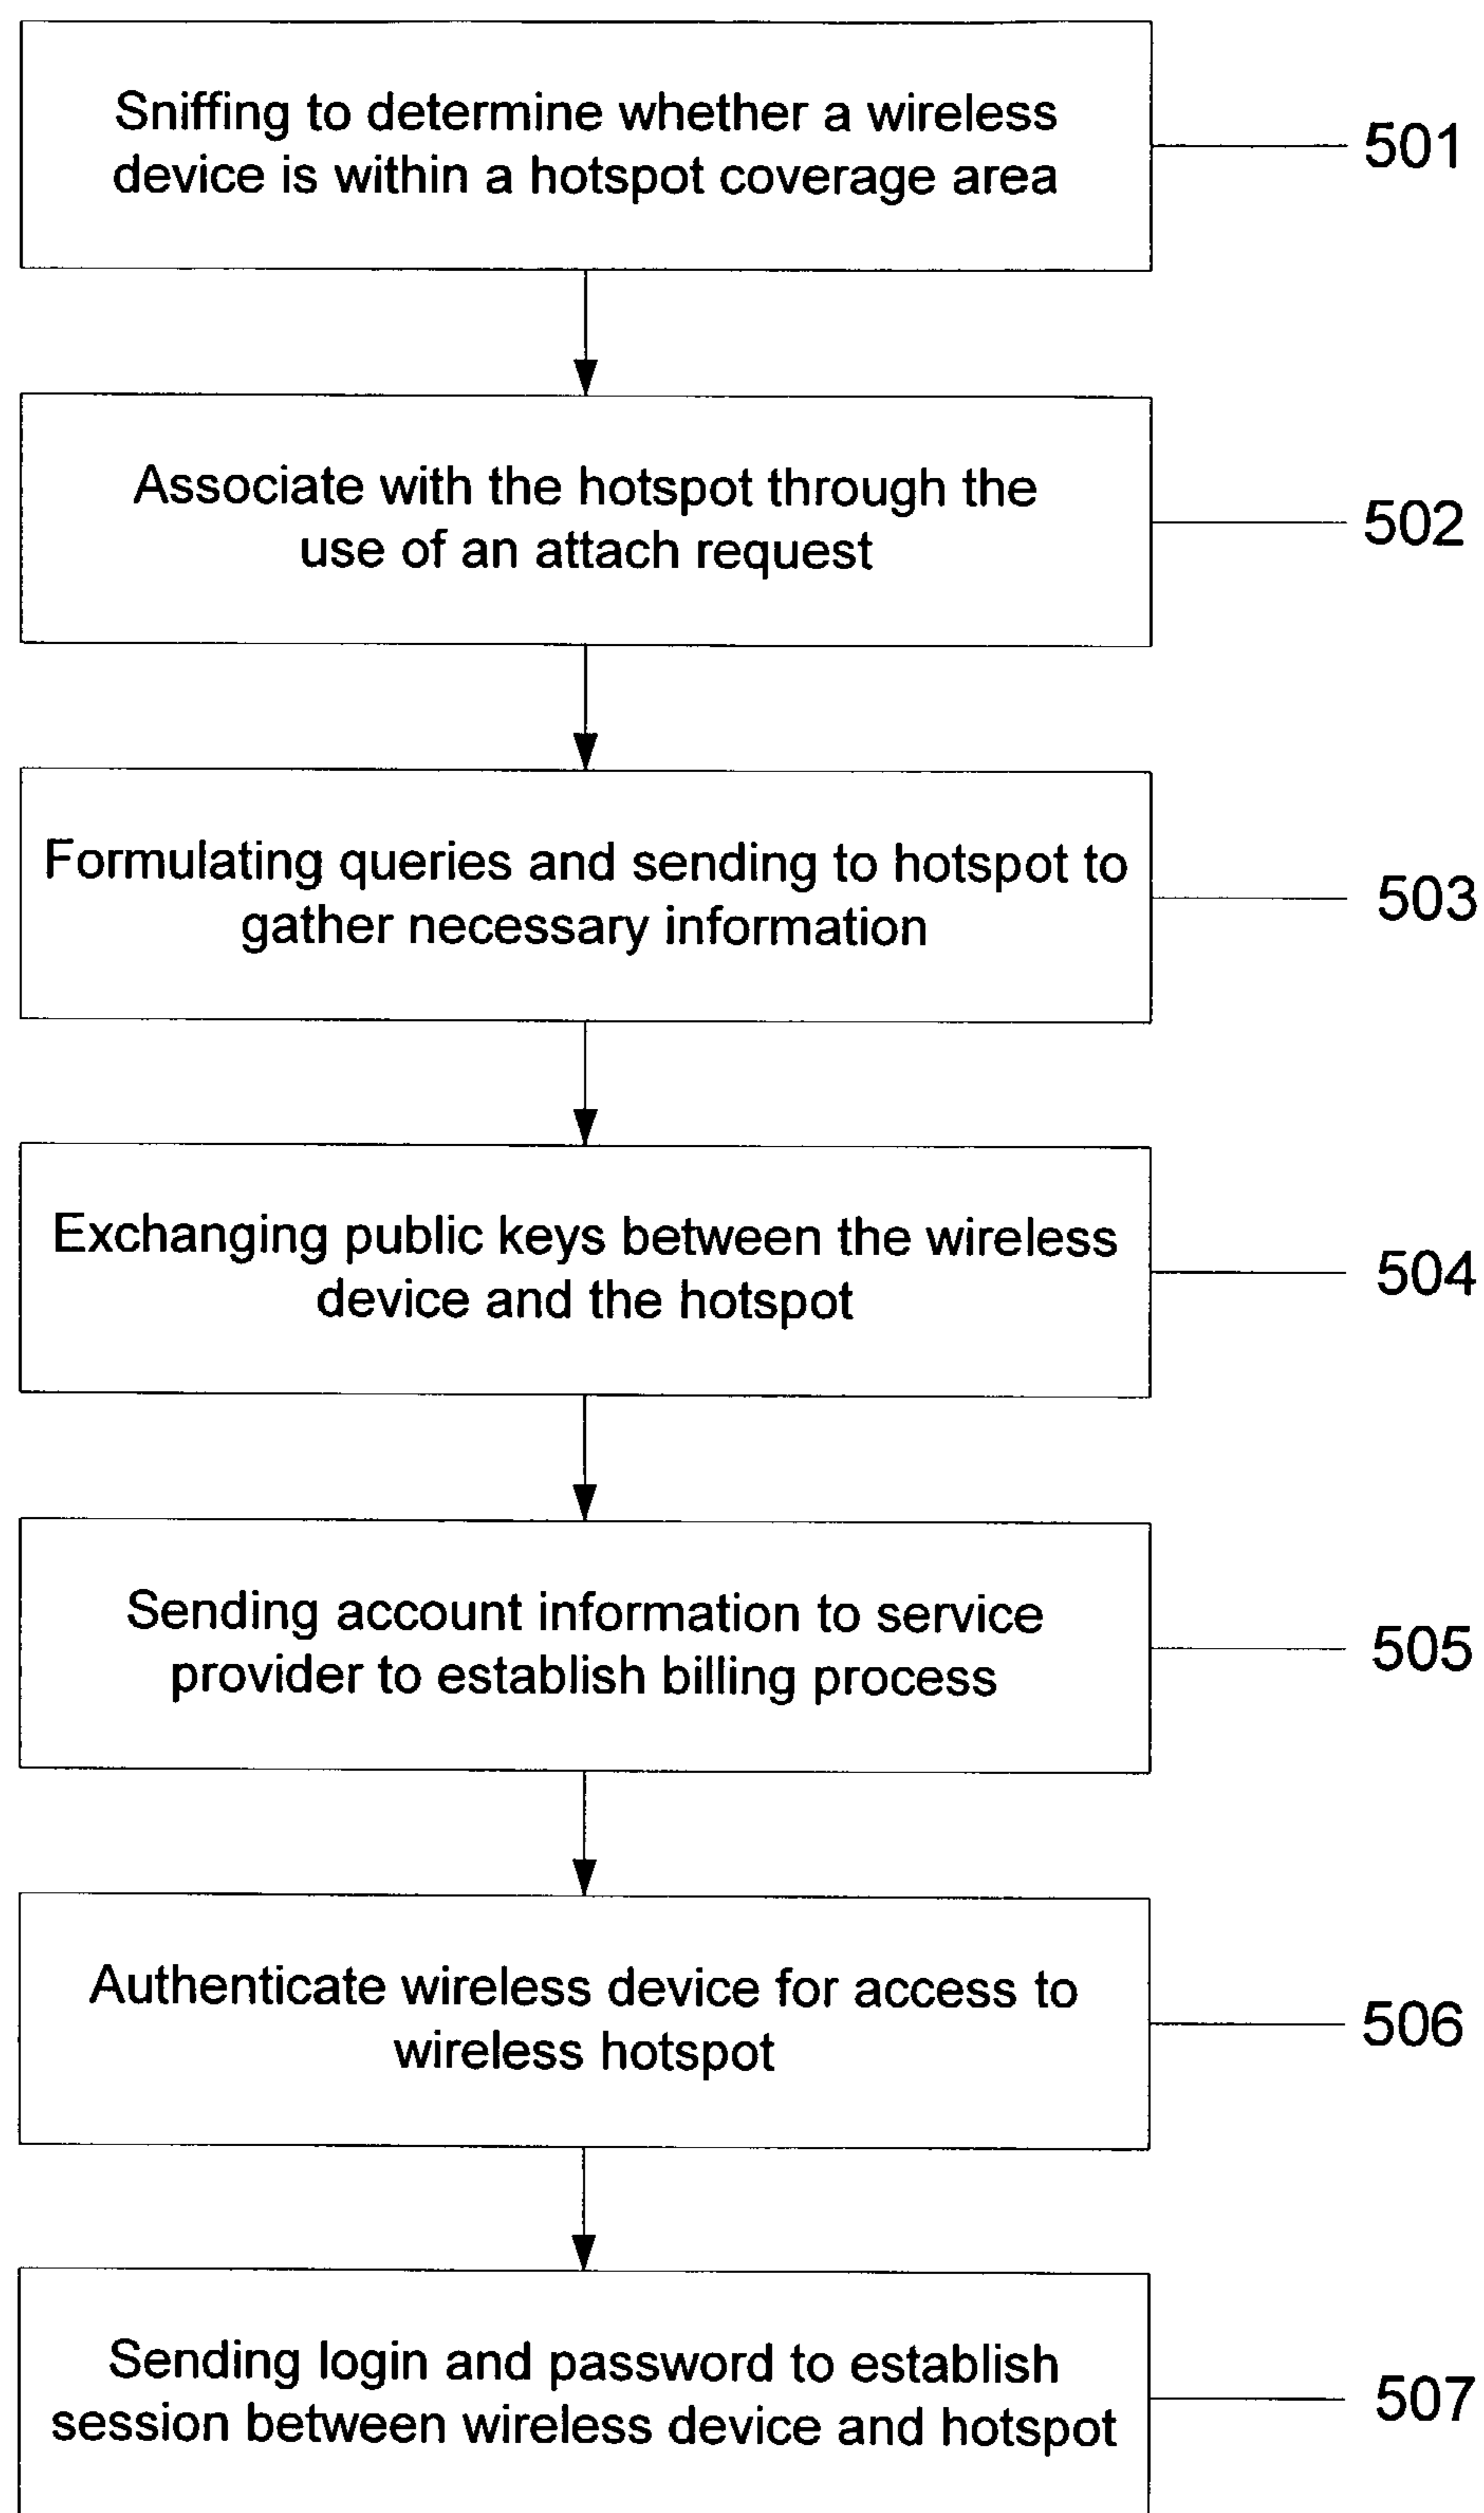 Sniffing to determine whether a wireless
device is within a hotspot coverage area
501
Associate with the hotspot through the
use of an attach request
502
Formulating queries and sending to hotspot to
gather necessary information
503
Exchanging public keys between the wireless
device and the hotspot
504
Sending account information to service
provider to establish billing process
505
Authenticate wireless device for access to
wireless hotspot
506
Sending login and password to establish
session between wireless device and hotspot
507